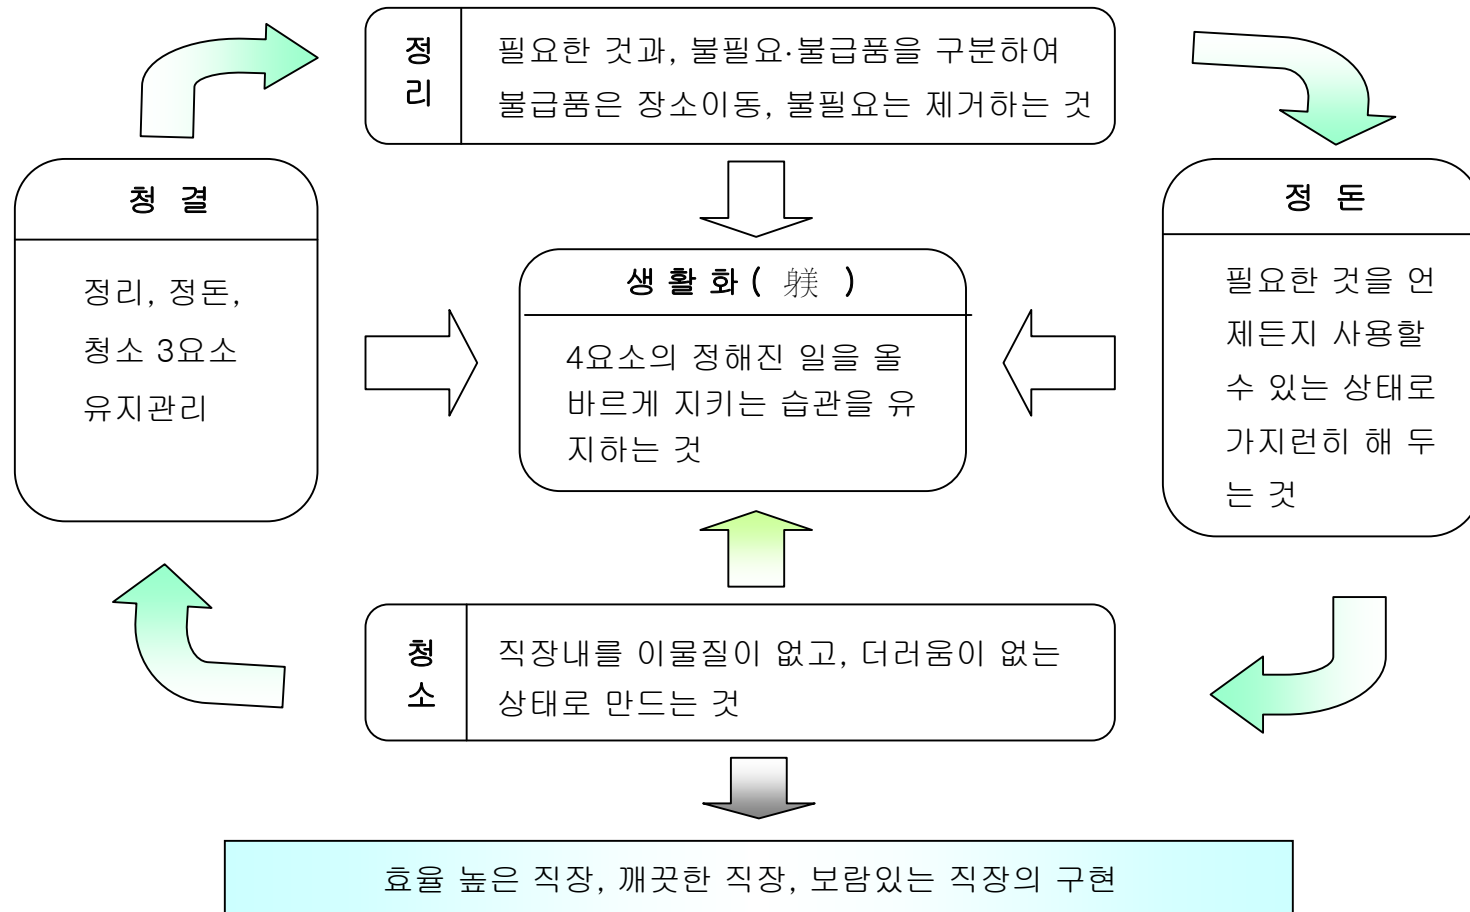 정
리
필요한 것과, 불필요·불급품을 구분하여
불급품은 장소이동, 불필요는 제거하는 것
청 결
정리, 정돈,
청소 3요소
유지관리
생 활 화 ( 躾 )
4요소의 정해진 일을 올
바르게 지키는 습관을 유
지하는 것
정 돈
필요한 것을 언
제든지 사용할
수 있는 상태로
가지런히 해 두
는 것
청
소
직장내를 이물질이 없고, 더러움이 없는
상태로 만드는 것
효율 높은 직장, 깨끗한 직장, 보람있는 직장의 구현